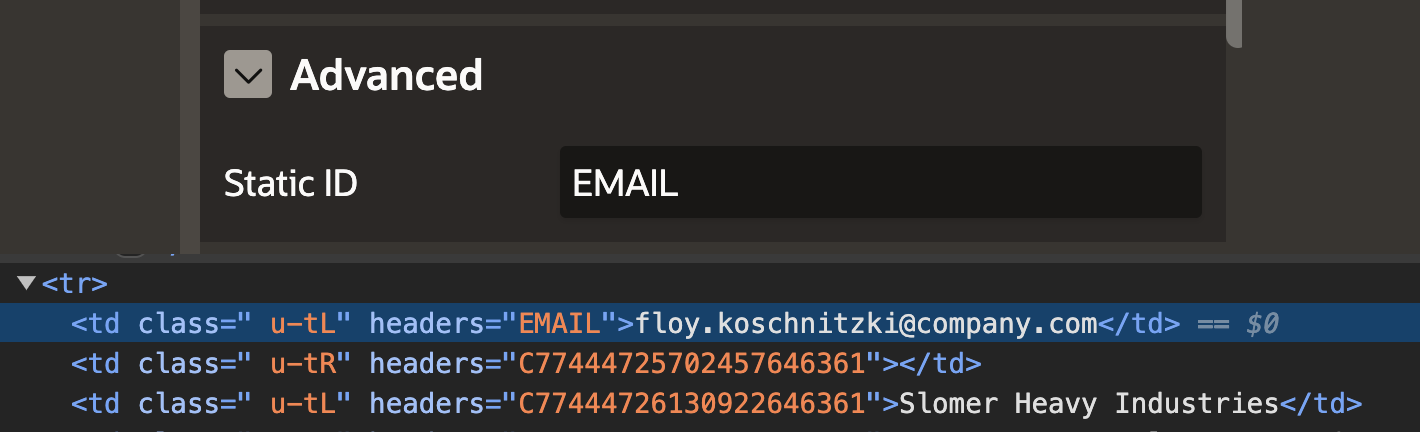 Advanced
Static ID EMAIL
<tr>
<td class=" u-tL" headers="EMAIL">floy.koschnitzki@company.com</td> == $0
<td class=" u-tR" headers="C77444725702457646361"></td>
<td class=" u-tL" headers="C77444726130922646361">Slomer Heavy Industries</td>